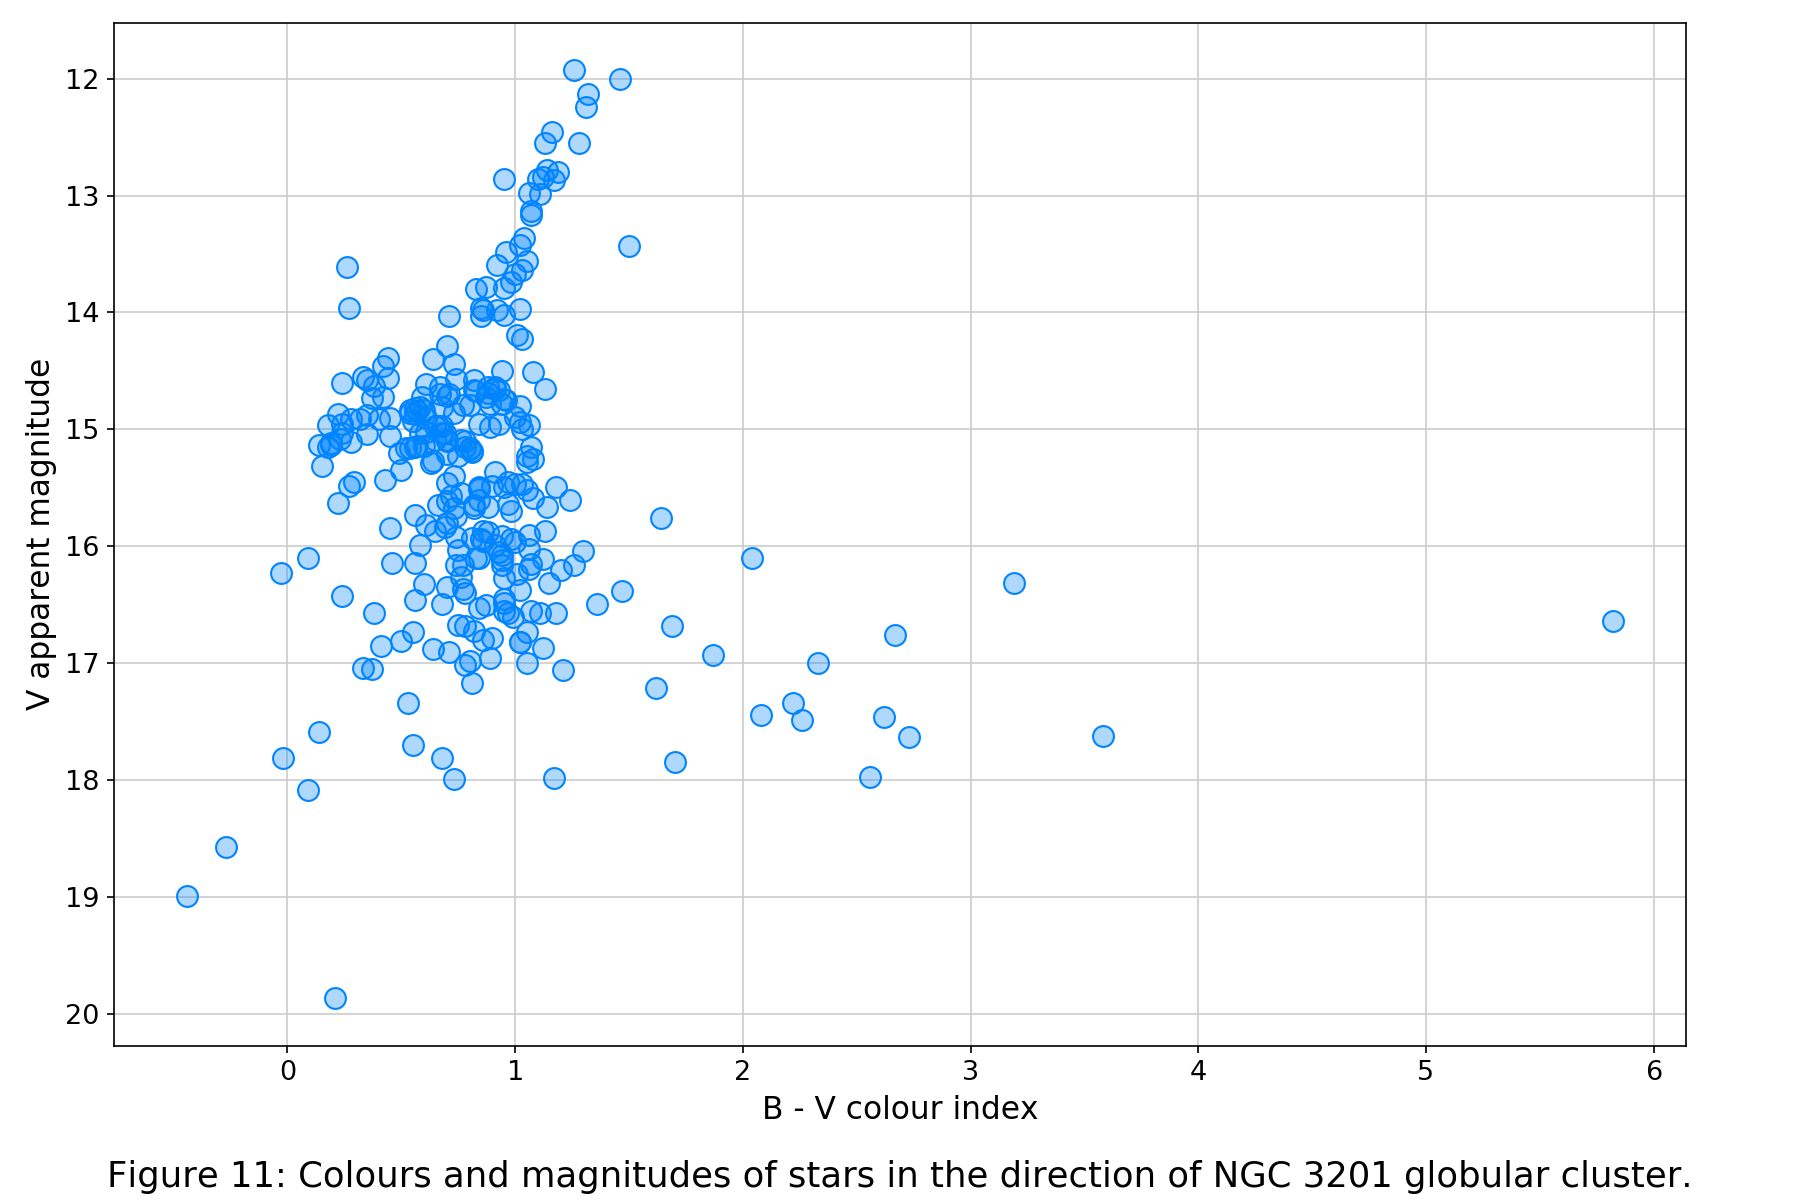 12
13
14
15
16
17
18
19
20
V apparent magnitude
0 1 2 3 4 5 6
B - V colour index
Figure 11: Colours and magnitudes of stars in the direction of NGC 3201 globular cluster.